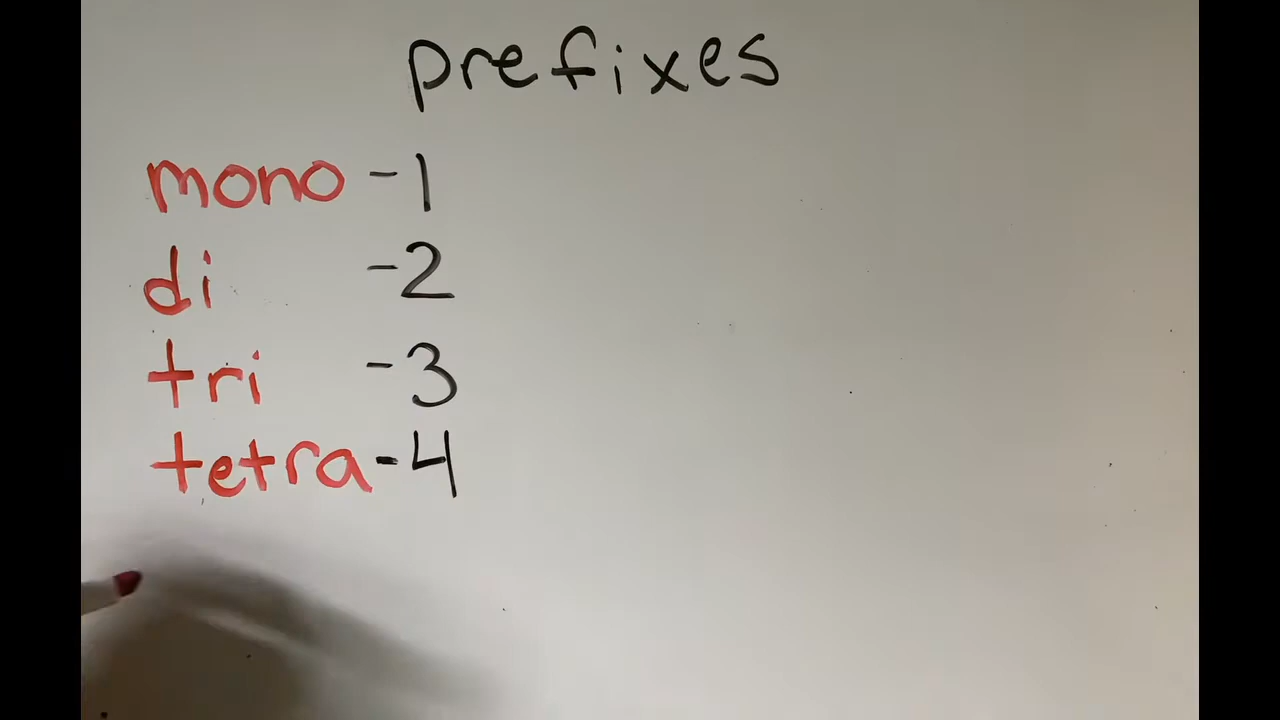 prefixes
mono -1
di -2
tri -3
tetra -4